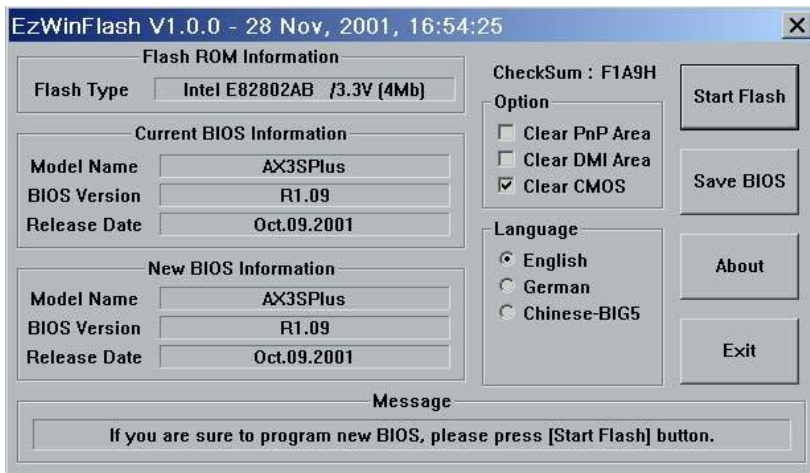 EzWinFlash V1.0.0 - 28 Nov, 2001, 16:54:25
Flash ROM Information
Flash Type Intel E82802AB /3.3V (4Mb)
Current BIOS Information
Model Name AX3SPlus
BIOS Version R1.09
Release Date Oct.09.2001
New BIOS Information
Model Name AX3SPlus
BIOS Version R1.09
Release Date Oct.09.2001
CheckSum : F1A9H
Option
Clear PnP Area
Clear DMI Area
Clear CMOS
Language
English
German
Chinese-BIG5
Start Flash
Save BIOS
About
Exit
Message
If you are sure to program new BIOS, please press [Start Flash] button.